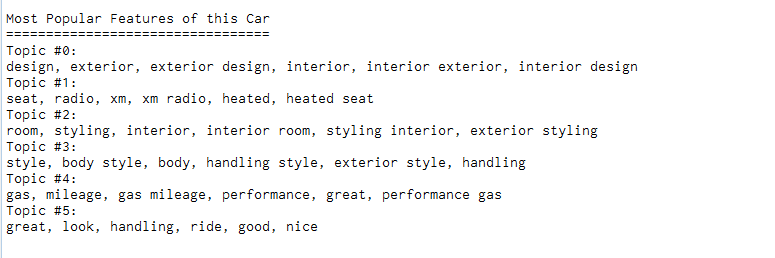 Most Popular Features of this Car
=================================
Topic #0:
design, exterior, exterior design, interior, interior exterior, interior design
Topic #1:
seat, radio, xm, xm radio, heated, heated seat
Topic #2:
room, styling, interior, interior room, styling interior, exterior styling
Topic #3:
style, body style, body, handling style, exterior style, handling
Topic #4:
gas, mileage, gas mileage, performance, great, performance gas
Topic #5:
great, look, handling, ride, good, nice